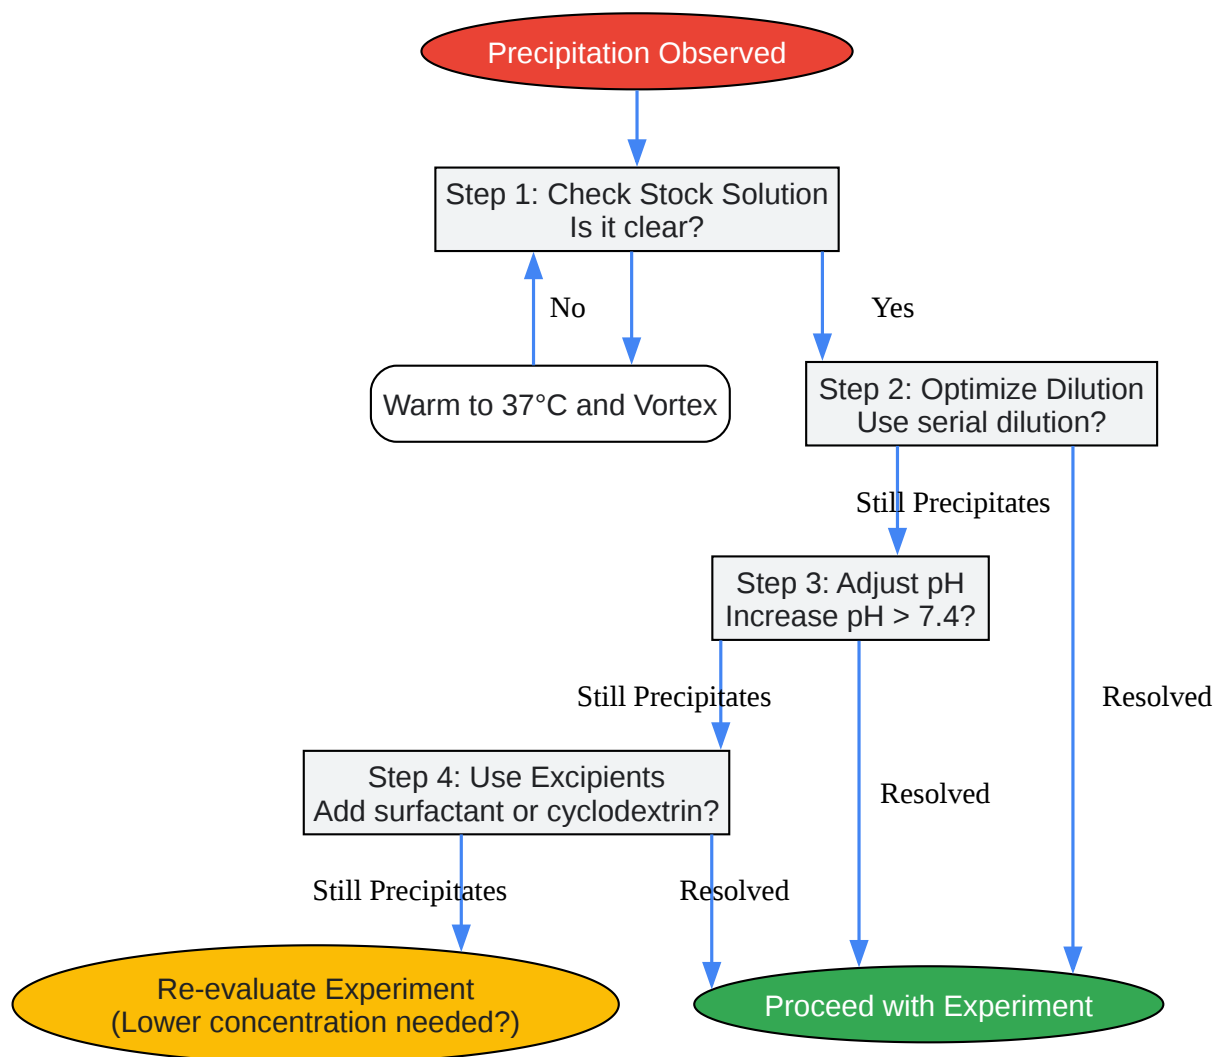 Precipitation Observed
Step 1: Check Stock Solution
Is it clear?
No
Yes
Warm to 37°C and Vortex
Step 2: Optimize Dilution
Use serial dilution?
Still Precipitates
Step 3: Adjust pH
Increase pH > 7.4?
Still Precipitates
Resolved
Step 4: Use Excipients
Add surfactant or cyclodextrin?
Resolved
Still Precipitates
Resolved
Re-evaluate Experiment
(Lower concentration needed?)
Proceed with Experiment